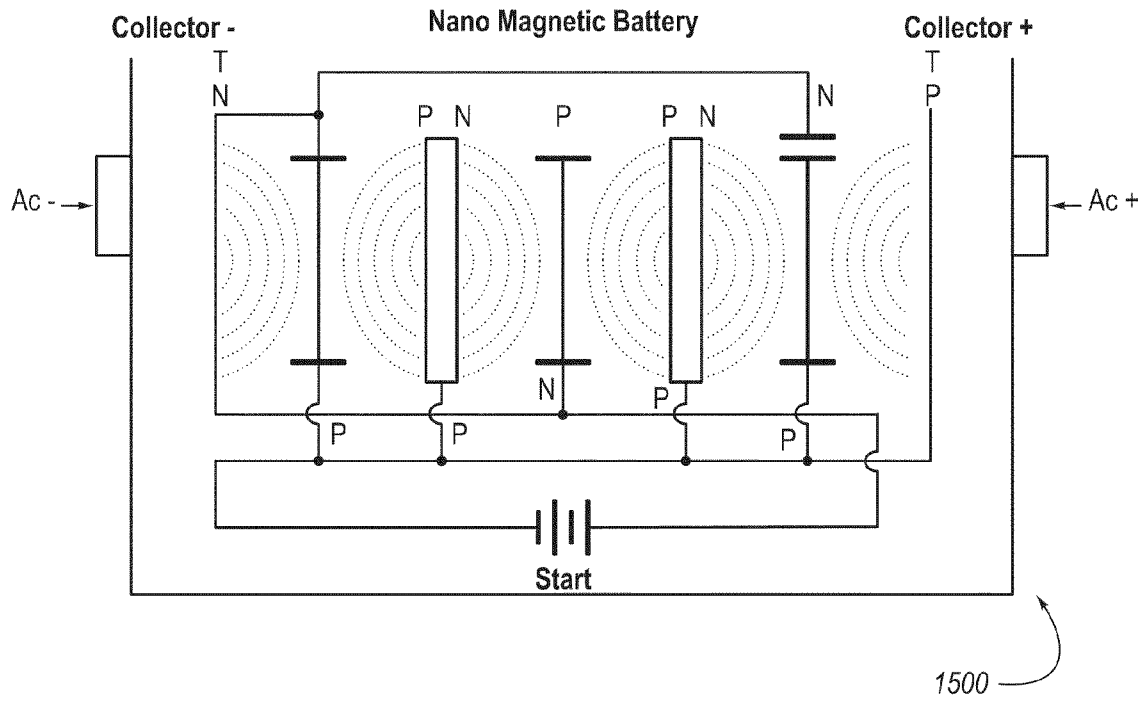 Nano Magnetic Battery
Collector -
Collector +
T
T
N
P
N
P N
P
P N
Ac -
Ac +
N
P
P
P
P
Start
1500